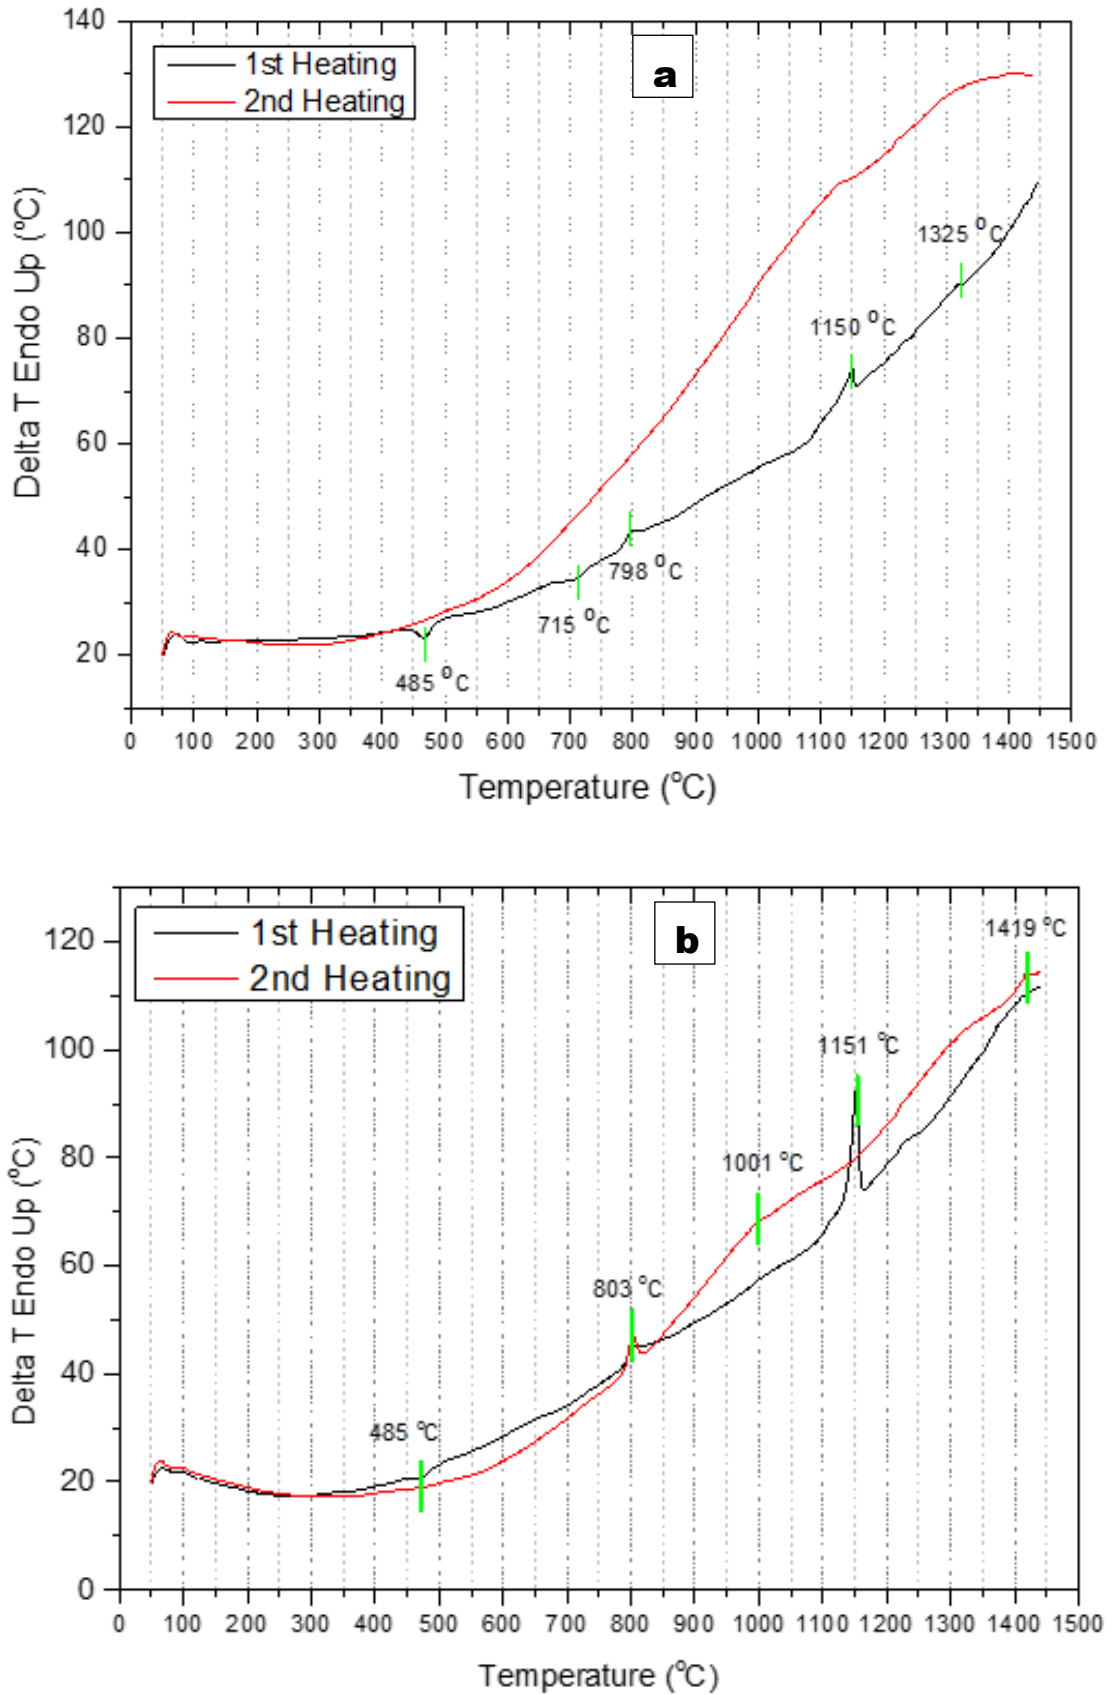 140
120
100
80
60
40
20
Delta T Endo Up (ºC)
1st Heating
2nd Heating
a
1325 °C
1150 °C
798 °C
715 °C
485 °C
0 100 200 300 400 500 600 700 800 900 1000 1100 1200 1300 1400 1500
Temperature (°C)
120
100
80
60
40
20
0
Delta T Endo Up (°C)
1st Heating
2nd Heating
b
1419 °C
1151 °C
1001 °C
803 °C
485 °C
0 100 200 300 400 500 600 700 800 900 1000 1100 1200 1300 1400 1500
Temperature (°C)